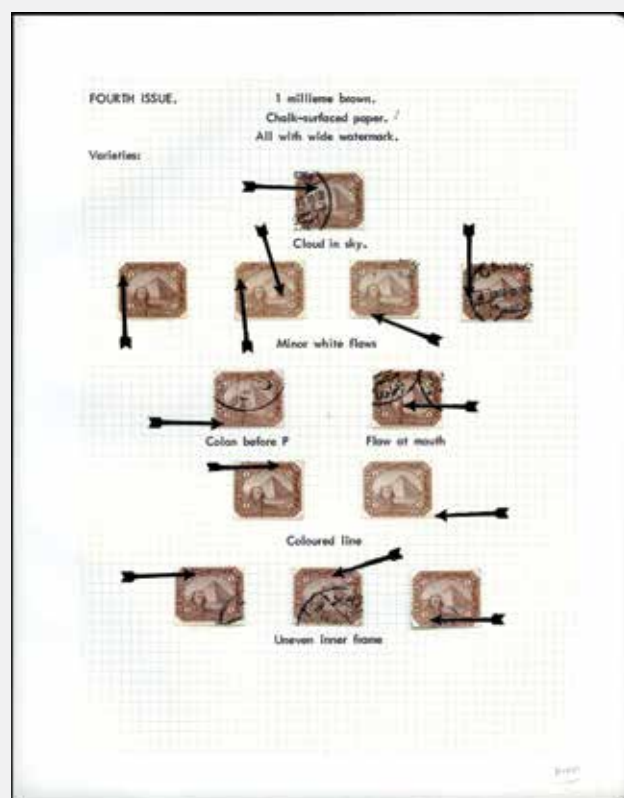 FOURTH ISSUE.
1 millieme brown.
Chalk-surfaced paper.
All with wide watermark.
Varieties:
Cloud in sky.
Minor white flaws
Colon before P
Flaw at mouth
Coloured line
Uneven inner frame